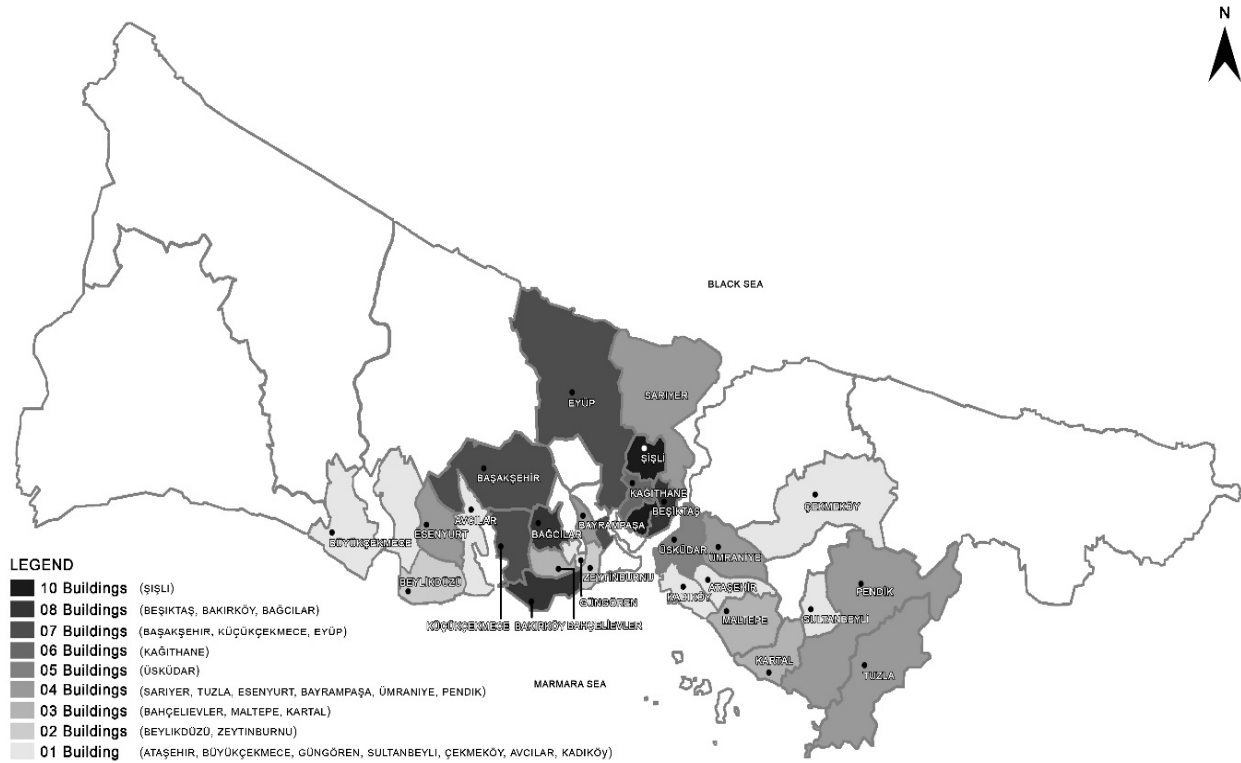 N
BLACK SEA
EYÜP
SARIYER
ŞİŞLİ
BAŞAKŞEHİR
KAĞITHANE
BEŞİKTAŞ
ÇEKMEKÖY
AVCILAR
BAĞCILAR
BAYRAMPAŞA
BÜYÜKÇEKMECE
ESENYURT
ÜSKÜDAR
ÜMRANİYE
BEYLİKDÜZÜ
ZEYTİNBURNU
ATAŞEHİR
PENDİK
KADIKÖY
GÜNGÖREN
SULTANBEYLİ
MALTEPE
KÜÇÜKÇEKMECE BAKIRKÖY BAHÇELİEVLER
KARTAL
TUZLA
MARMARA SEA
LEGEND
10 Buildings (ŞIŞLI)
08 Buildings (BEŞIKTAŞ, BAKIRKÖY, BAĞCILAR)
07 Buildings (BAŞAKŞEHIR, KÜÇÜKÇEKMECE, EYÜP)
06 Buildings (KAĞITHANE)
05 Buildings (ÜSKÜDAR)
04 Buildings (SARIYER, TUZLA, ESENYURT, BAYRAMPAŞA, ÜMRANIYE, PENDIK)
03 Buildings (BAHÇELIEVLER, MALTEPE, KARTAL)
02 Buildings (BEYLIKDÜZÜ, ZEYTINBURNU)
01 Building (ATAŞEHIR, BÜYÜKÇEKMECE, GÜNGÖREN, SULTANBEYLI, ÇEKMEKÖY, AVCILAR, KADIKÖy)